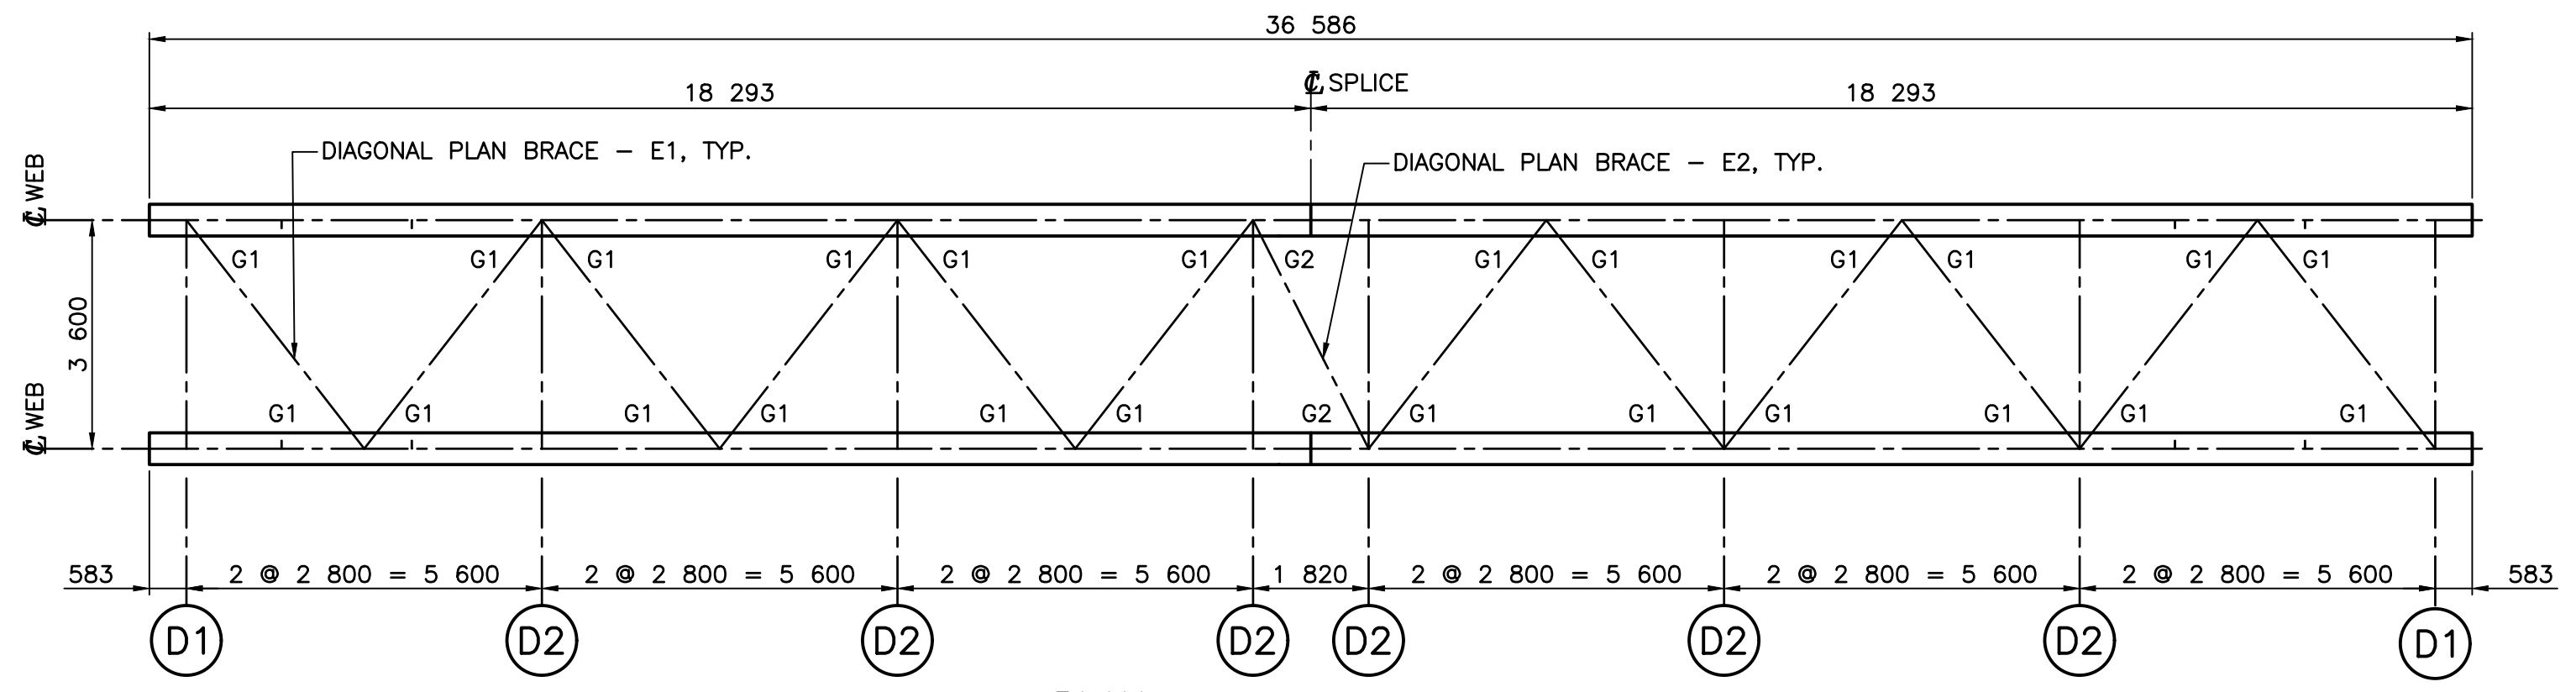 36 586
℄ SPLICE
18 293
18 293
DIAGONAL PLAN BRACE – E1, TYP.
DIAGONAL PLAN BRACE – E2, TYP.
℄ WEB
G1 G1 G1 G1 G1 G1 G2 G1 G1 G1 G1 G1 G1
3 600
℄ WEB
G1 G1 G1 G1 G1 G1 G2 G1 G1 G1 G1 G1 G1
583 2 @ 2 800 = 5 600 2 @ 2 800 = 5 600 2 @ 2 800 = 5 600 1 820 2 @ 2 800 = 5 600 2 @ 2 800 = 5 600 2 @ 2 800 = 5 600 583
D1 D2 D2 D2 D2 D2 D2 D1